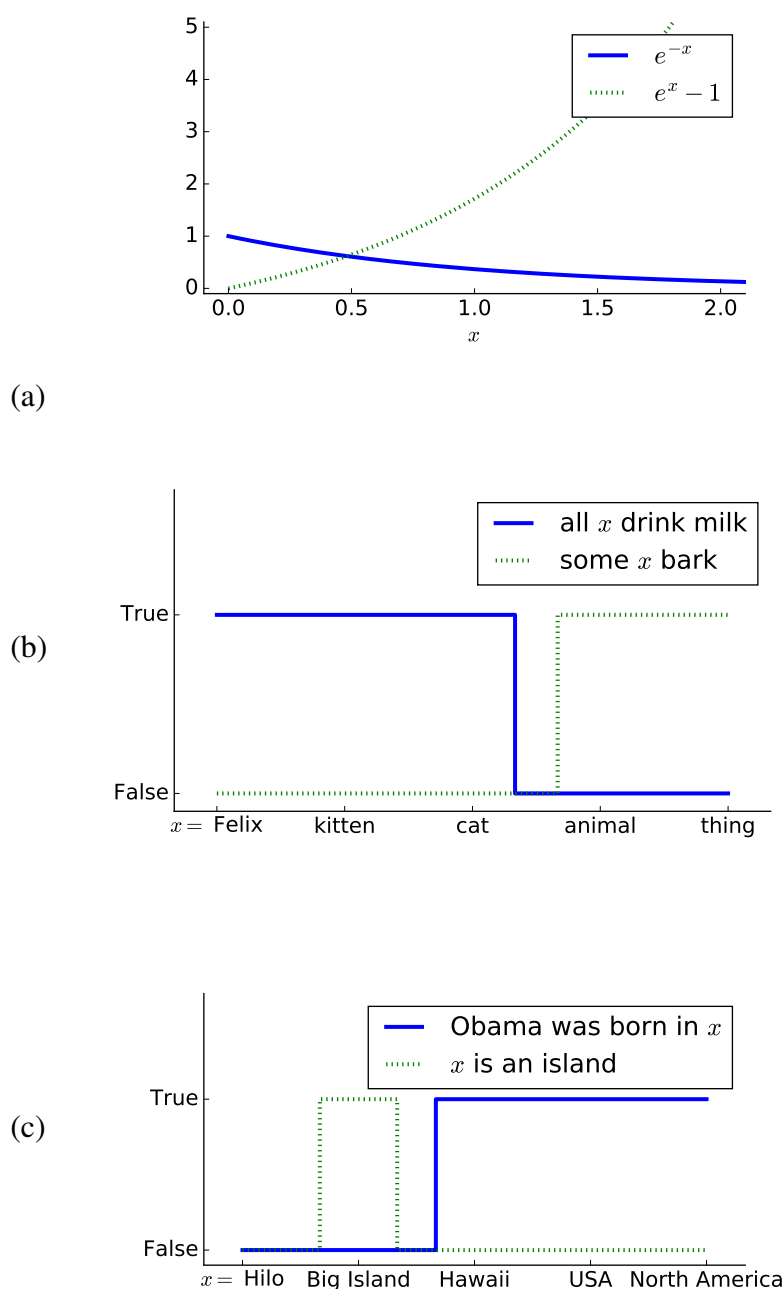 5
4
3
2
1
0
e^{-x}
e^x − 1
0.0 0.5 1.0 1.5 2.0
x
(a)
all x drink milk
some x bark
True
(b)
False
x = Felix kitten cat animal thing
Obama was born in x
x is an island
True
(c)
False
x = Hilo Big Island Hawaii USA North America